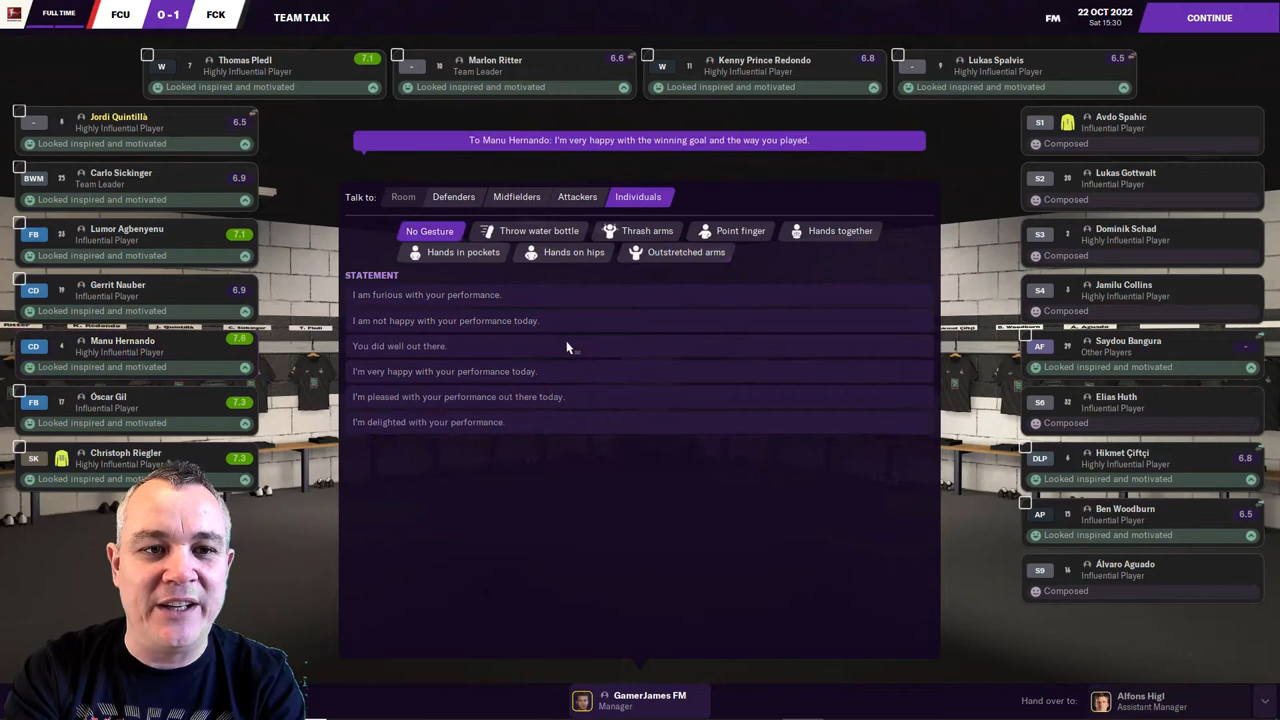 FULL TIME
FCU
0 - 1
FCK
TEAM TALK
FM
22 OCT 2022
Sat 15:30
CONTINUE
W 7 Thomas Pledl 7.1
Highly Influential Player
Looked inspired and motivated
- 10 Marlon Ritter 6.6
Team Leader
Looked inspired and motivated
W 11 Kenny Prince Redondo 6.8
Highly Influential Player
Looked inspired and motivated
- 9 Lukas Spalvis 6.5
Highly Influential Player
Looked inspired and motivated
- 8 Jordi Quintillà 6.5
Highly Influential Player
Looked inspired and motivated
BWM 25 Carlo Sickinger 6.9
Team Leader
Looked inspired and motivated
FB 23 Lumor Agbenyenu 7.1
Influential Player
Looked inspired and motivated
CD 19 Gerrit Nauber 6.9
Influential Player
Looked inspired and motivated
CD 4 Manu Hernando 7.6
Highly Influential Player
Looked inspired and motivated
FB 17 Óscar Gil 7.3
Influential Player
Looked inspired and motivated
SK Christoph Riegler 7.3
Highly Influential Player
Looked inspired and motivated
To Manu Hernando: I'm very happy with the winning goal and the way you played.
Talk to: Room Defenders Midfielders Attackers Individuals
No Gesture Throw water bottle Thrash arms Point finger Hands together
Hands in pockets Hands on hips Outstretched arms
STATEMENT
I am furious with your performance.
I am not happy with your performance today.
You did well out there.
I'm very happy with your performance today.
I'm pleased with your performance out there today.
I'm delighted with your performance.
S1 Avdo Spahic
Influential Player
Composed
S2 20 Lukas Gottwalt
Composed
S3 2 Dominik Schad
Influential Player
Composed
S4 3 Jamilu Collins
Highly Influential Player
Composed
AF 29 Saydou Bangura -
Other Players
Looked inspired and motivated
S6 32 Elias Huth
Influential Player
Composed
DLP 6 Hikmet Çiftçi 6.8
Highly Influential Player
Looked inspired and motivated
AP 15 Ben Woodburn 6.5
Influential Player
Looked inspired and motivated
S9 16 Álvaro Aguado
Influential Player
Composed
GamerJames FM
Manager
Hand over to:
Alfons Higl
Assistant Manager